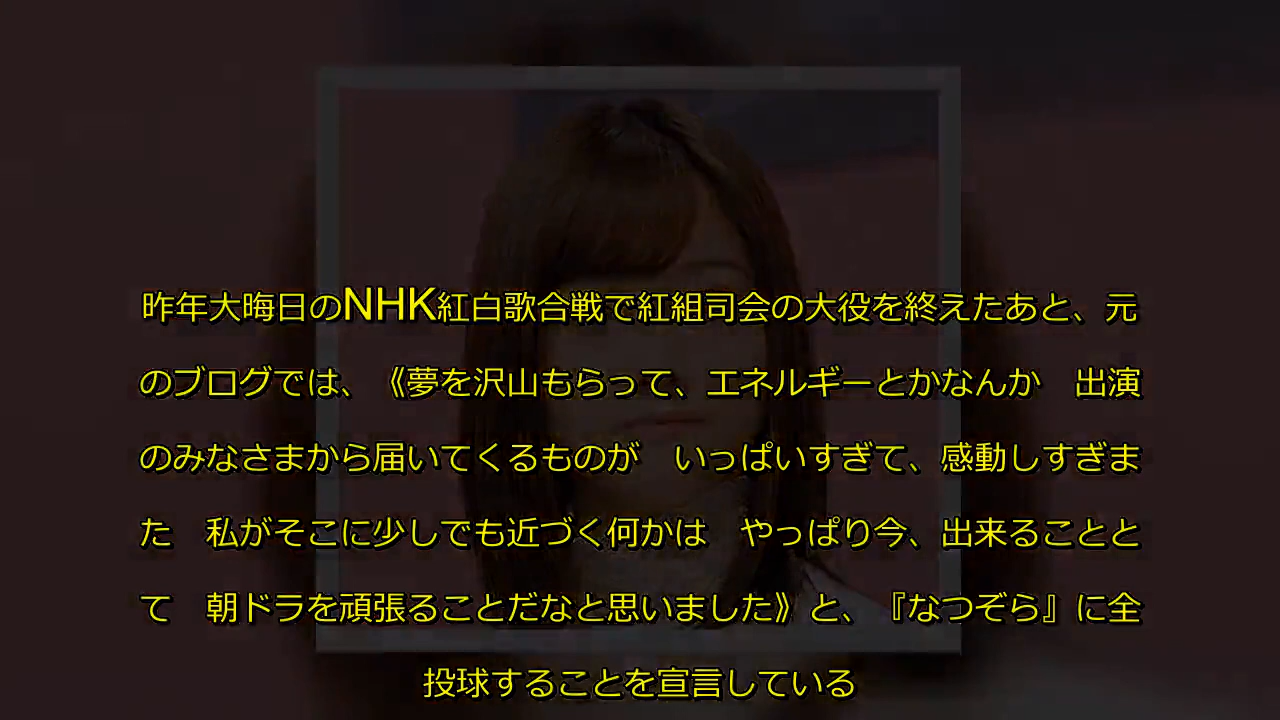 昨年大晦日のNHK紅白歌合戦で紅組司会の大役を終えたあと、元
のブログでは、《夢を沢山もらって、エネルギーとかなんか　出演
のみなさまから届いてくるものが　いっぱいすぎて、感動しすぎま
た　私がそこに少しでも近づく何かは　やっぱり今、出来ることと
て　朝ドラを頑張ることだなと思いました》と、『なつぞら』に全
投球することを宣言している